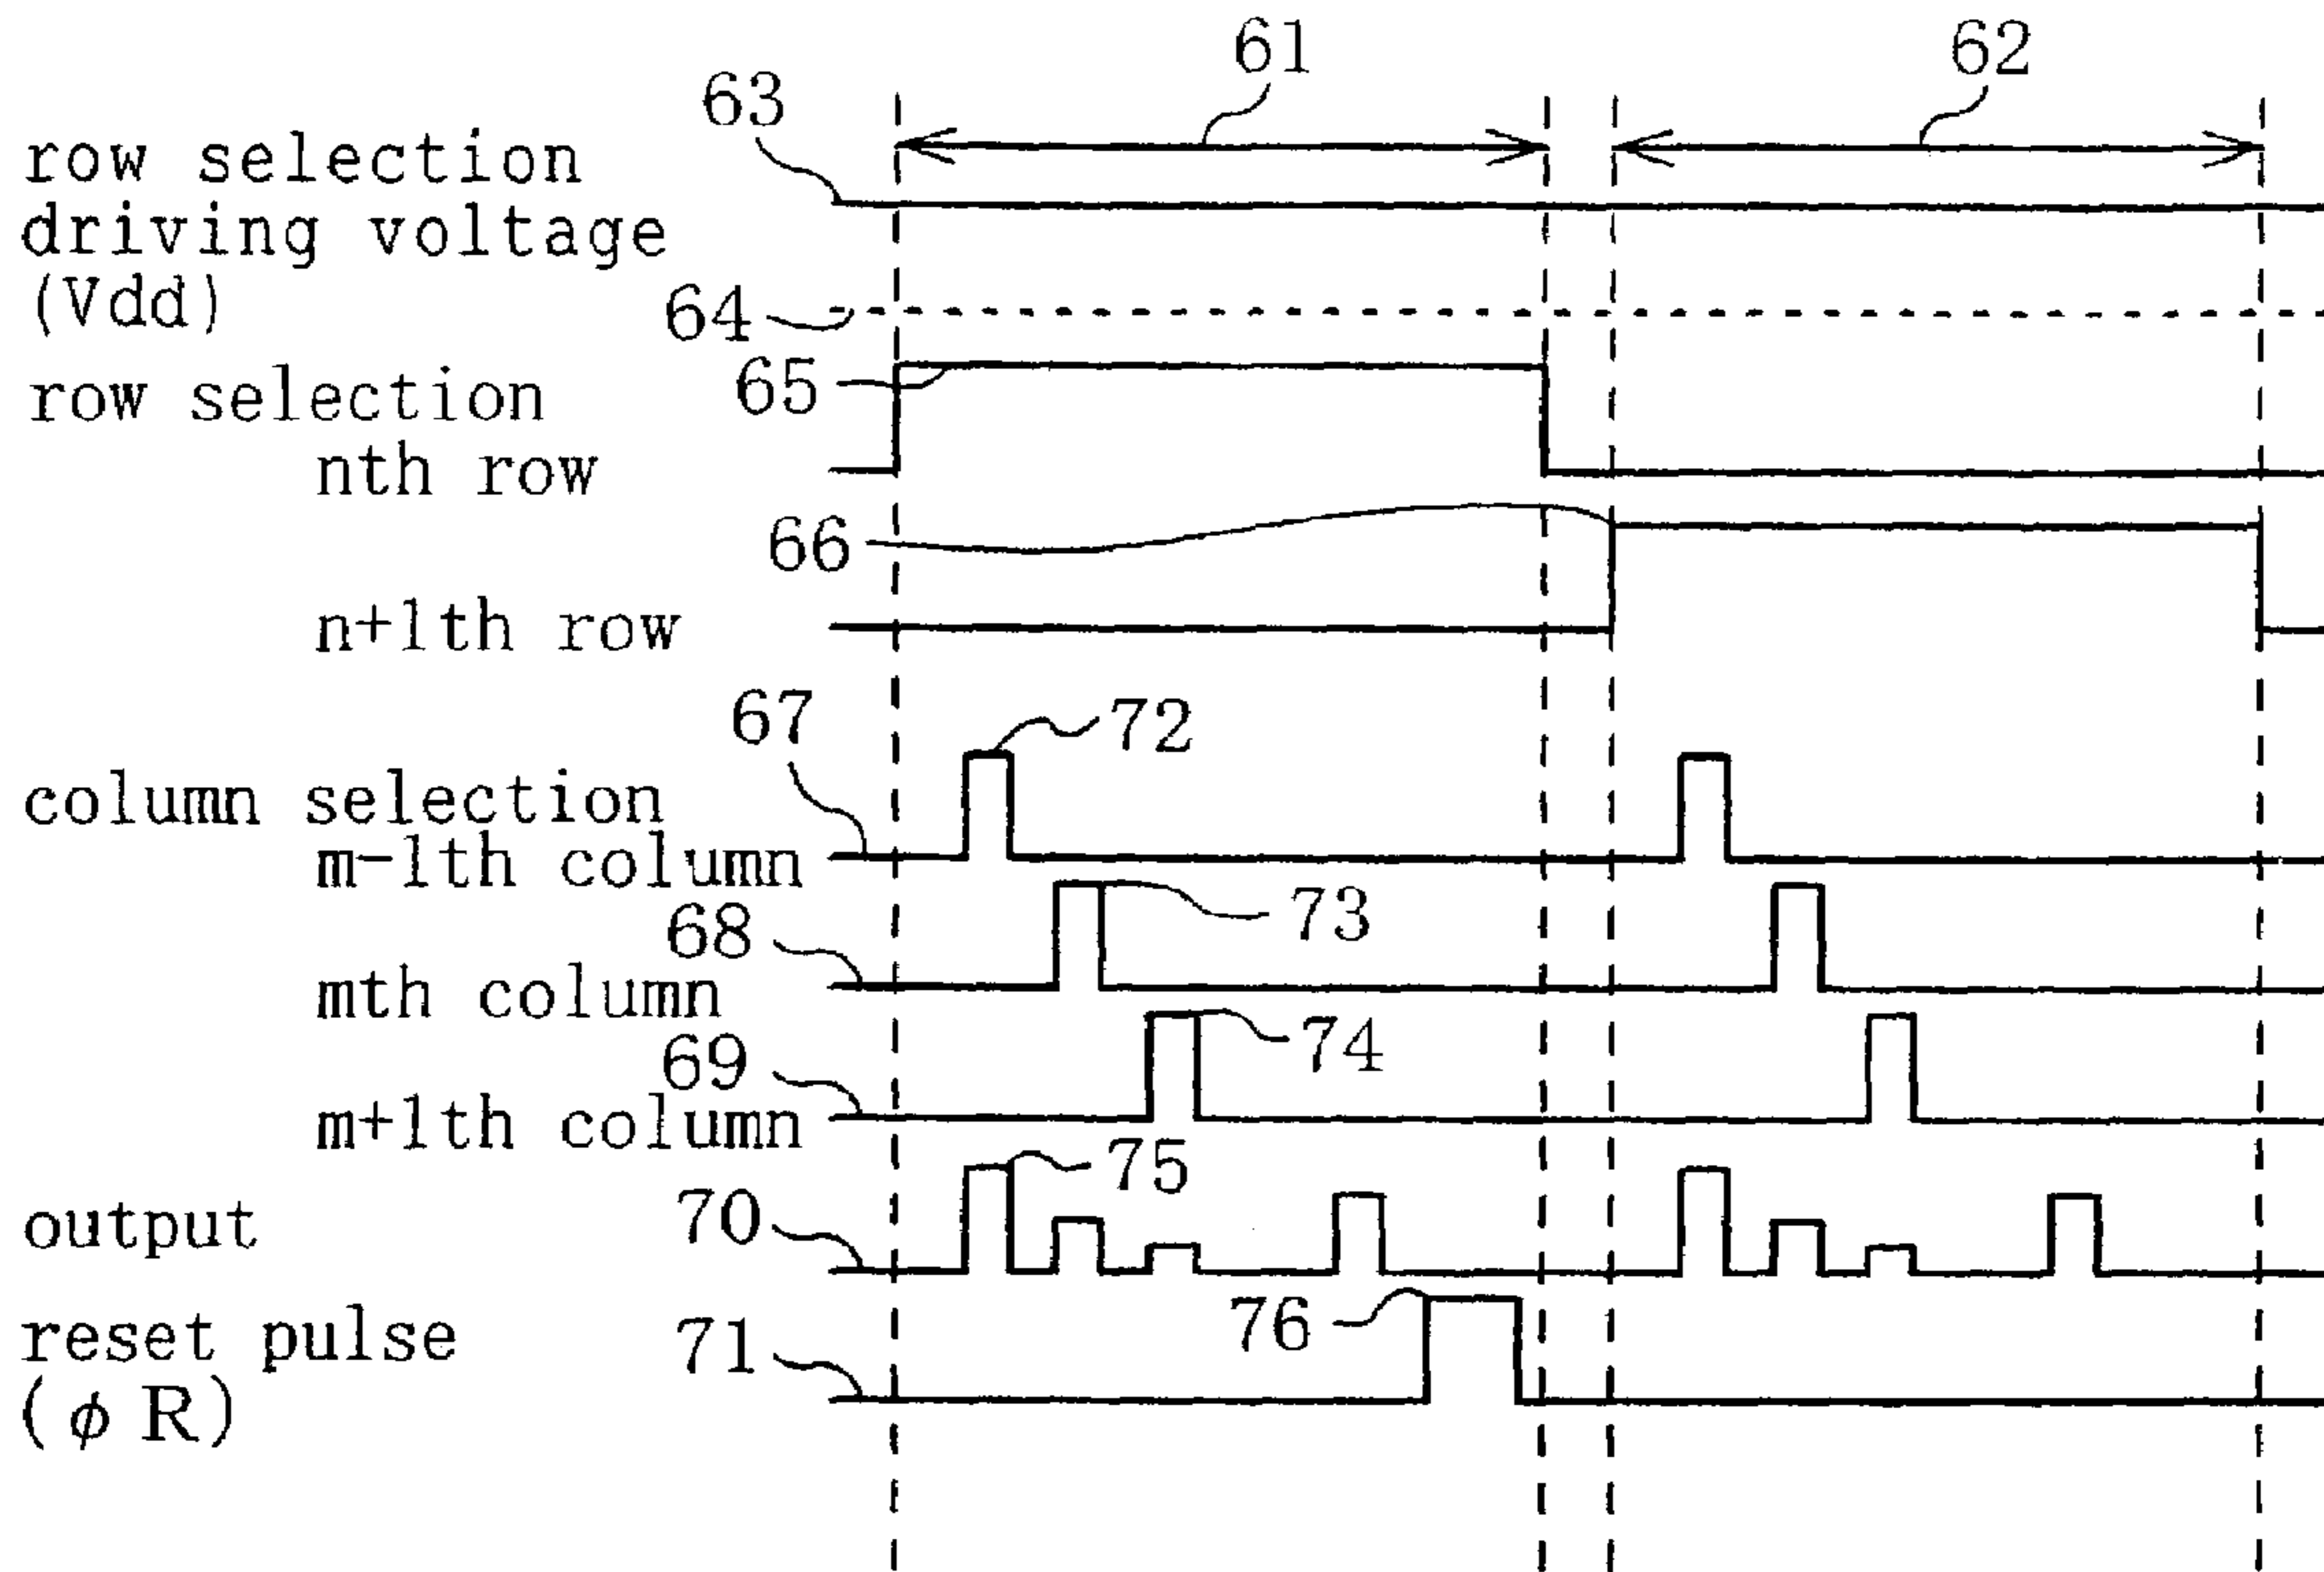 61
62
63
row selection
driving voltage
(Vdd)
64
65
row selection
nth row
66
n+1th row
67
72
column selection
m-1th column
73
68
mth column
74
69
m+1th column
75
70
output
76
reset pulse
71
(φR)